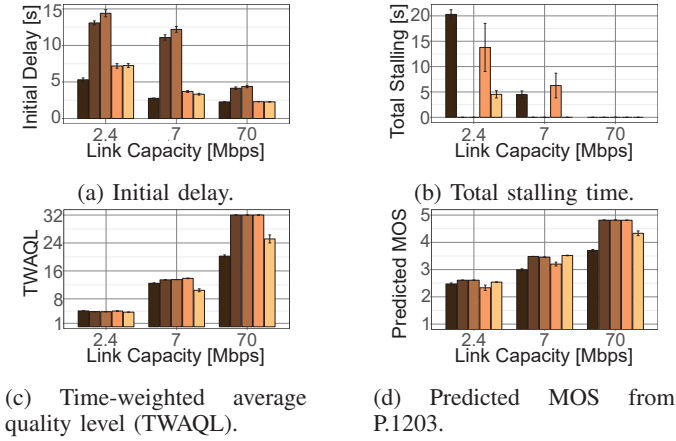 Initial Delay [s]
15
10
5
0
2.4 7 70
Link Capacity [Mbps]
(a) Initial delay.
Total Stalling [s]
20
15
10
5
0
2.4 7 70
Link Capacity [Mbps]
(b) Total stalling time.
TWAQL
32
24
16
8
1
2.4 7 70
Link Capacity [Mbps]
(c) Time-weighted average
quality level (TWAQL).
Predicted MOS
5
4
3
2
1
2.4 7 70
Link Capacity [Mbps]
(d) Predicted MOS from
P.1203.